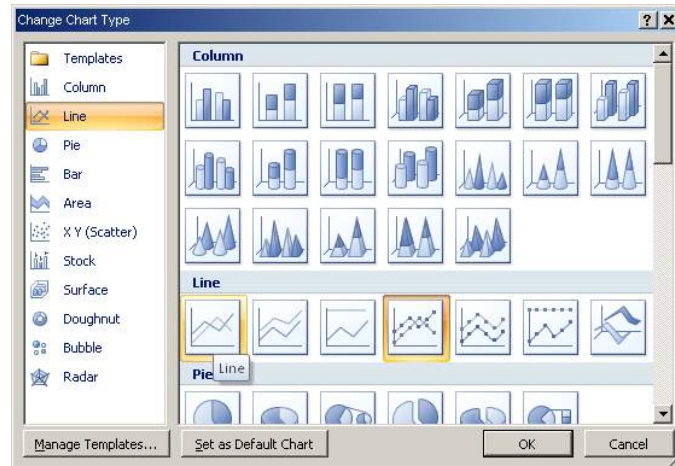 Change Chart Type
Templates
Column
Line
Pie
Bar
Area
X Y (Scatter)
Stock
Surface
Doughnut
Bubble
Radar
Column
Line
Line
Pie
Manage Templates...
Set as Default Chart
OK
Cancel